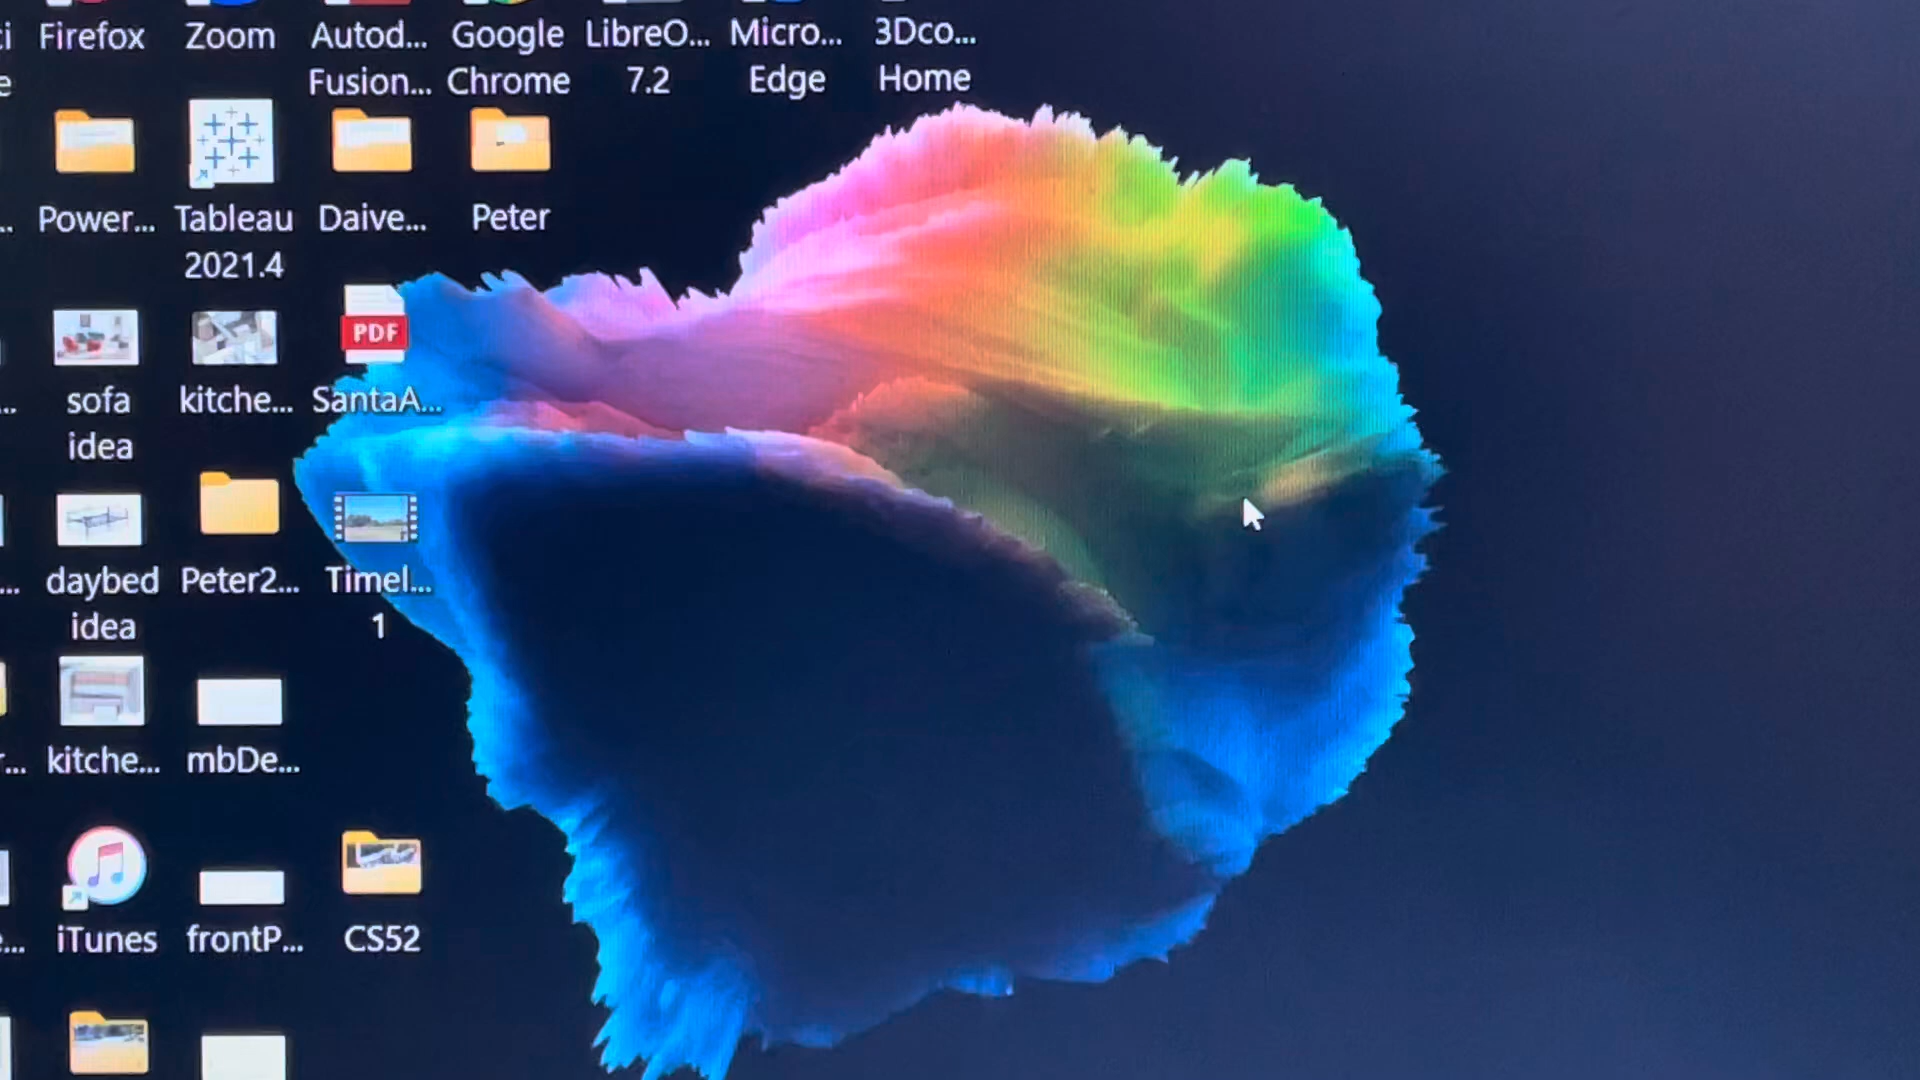 Firefox
Zoom
Autod...
Fusion...
Google
Chrome
LibreO...
7.2
Micro...
Edge
3Dco...
Home
Power...
Tableau
2021.4
Daive...
Peter
sofa
idea
kitche...
PDF
SantaA...
daybed
idea
Peter2...
Timel...
1
kitche...
mbDe...
iTunes
frontP...
CS52